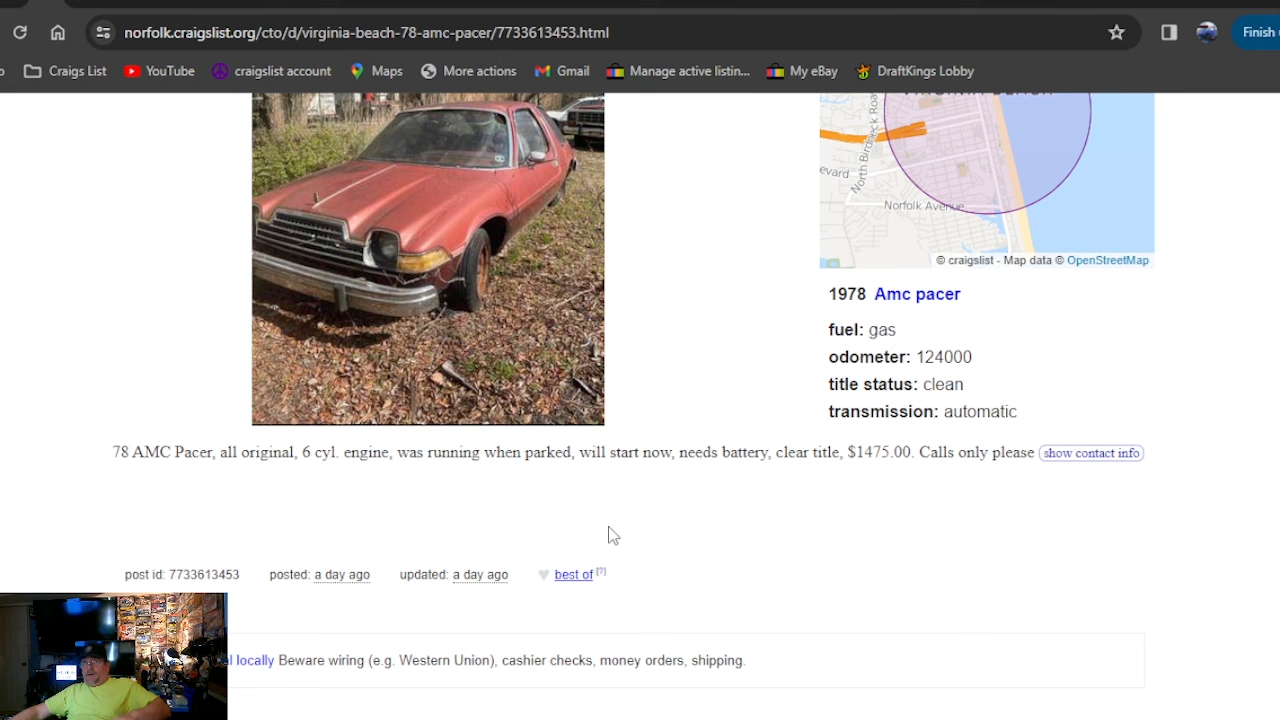 norfolk.craigslist.org/cto/d/virginia-beach-78-amc-pacer/7733613453.html
Finish
Craigs List
YouTube
craigslist account
Maps
More actions
Gmail
Manage active listin...
My eBay
DraftKings Lobby
North Birdneck Roa
evard
Norfolk Avenue
© craigslist - Map data © OpenStreetMap
1978 Amc pacer
fuel: gas
odometer: 124000
title status: clean
transmission: automatic
78 AMC Pacer, all original, 6 cyl. engine, was running when parked, will start now, needs battery, clear title, $1475.00. Calls only please show contact info
post id: 7733613453 posted: a day ago updated: a day ago best of [?]
locally Beware wiring (e.g. Western Union), cashier checks, money orders, shipping.